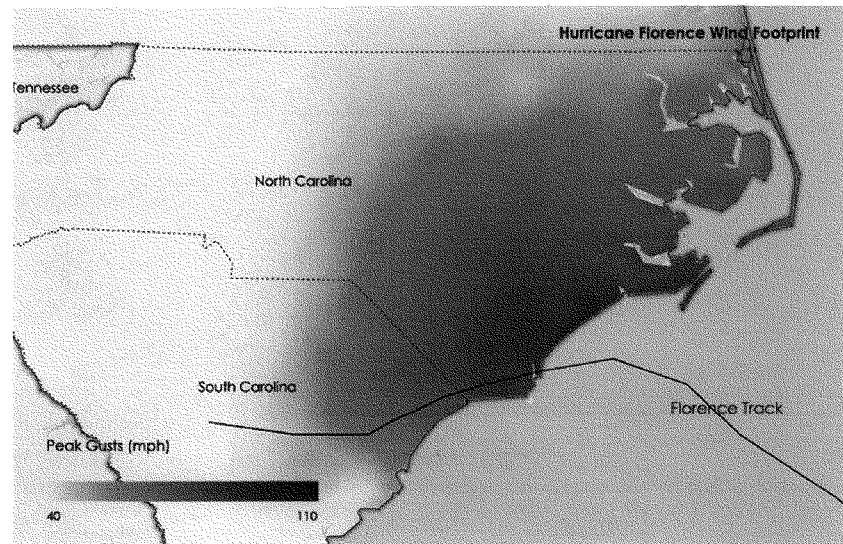 Hurricane Florence Wind Footprint
Tennessee
North Carolina
South Carolina
Florence Track
Peak Gusts (mph)
40 110